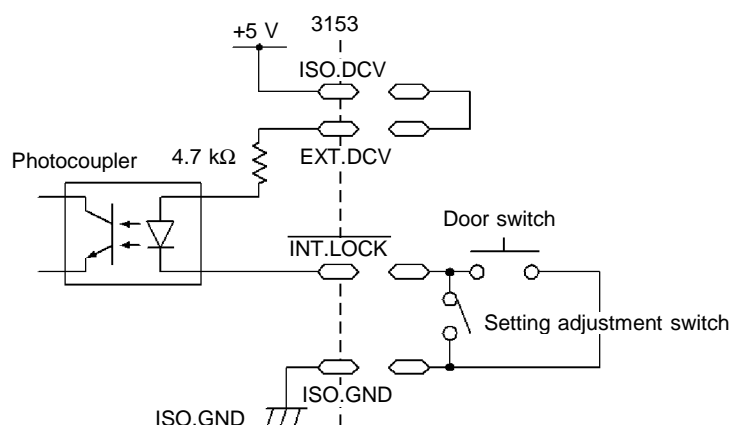 3153
+5 V
ISO.DCV
Photocoupler
4.7 kΩ
EXT.DCV
INT.LOCK
Door switch
Setting adjustment switch
ISO.GND
ISO.GND